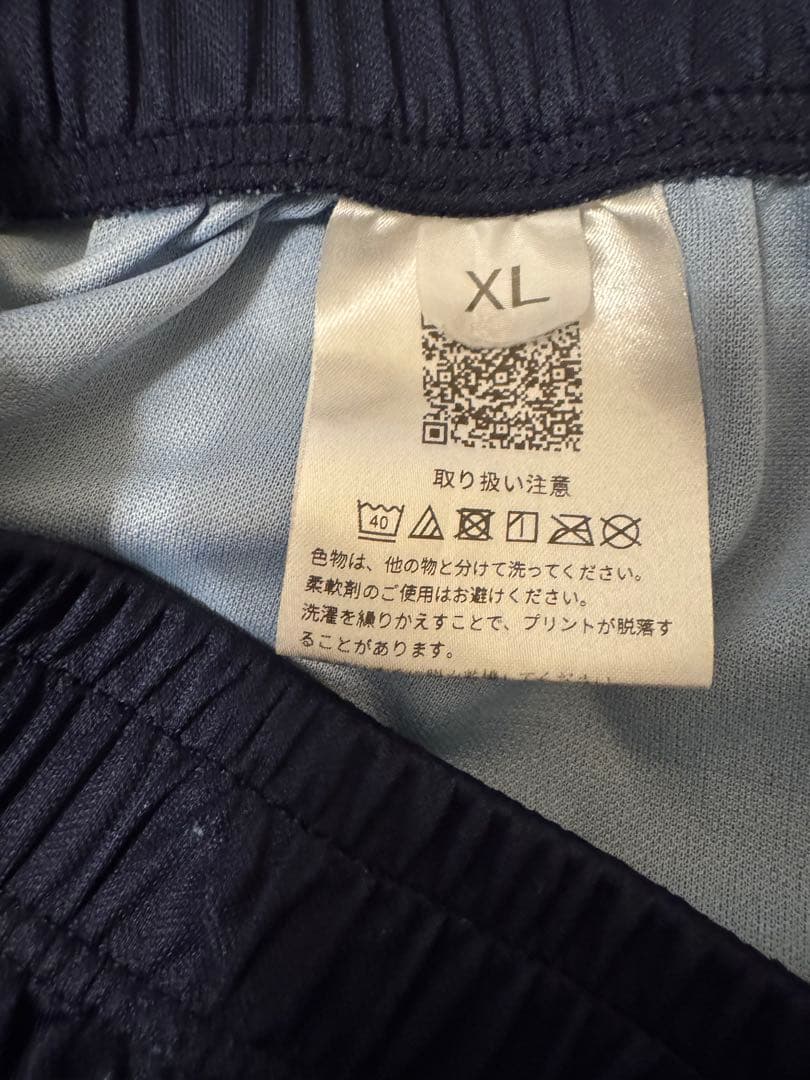 XL
取り扱い注意
40
色物は、他の物と分けて洗ってください。
柔軟剤のご使用はお避けください。
洗濯を繰りかえすことで、プリントが脱落す
ることがあります。